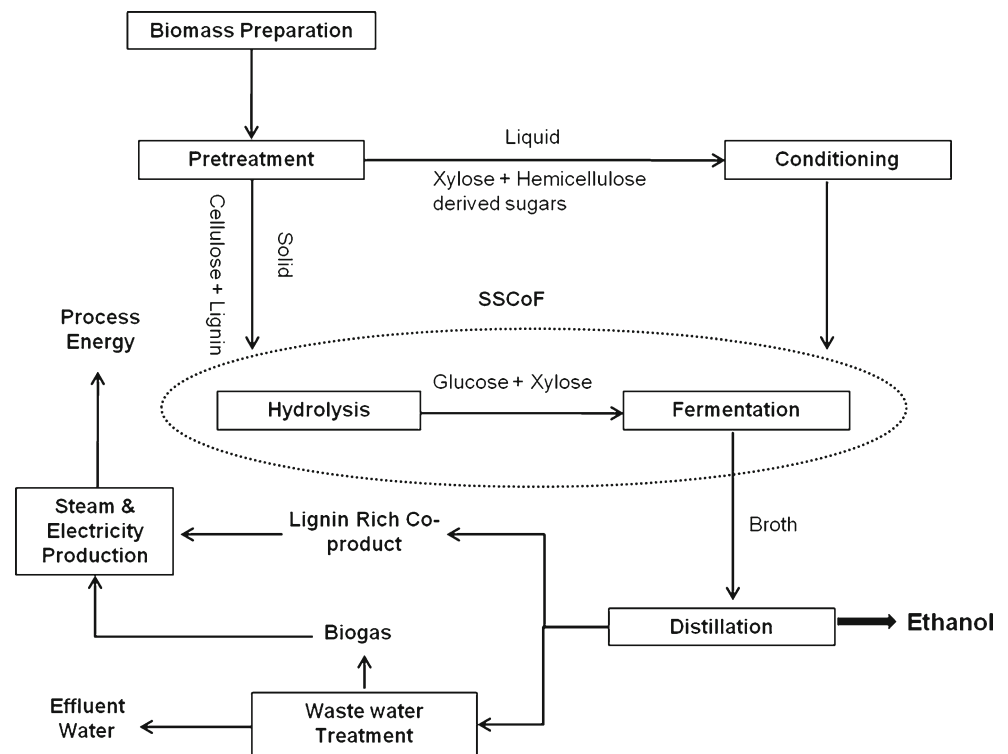 Biomass Preparation
Pretreatment
Liquid
Xylose + Hemicellulose
derived sugars
Conditioning
Cellulose + Lignin
Solid
SSCoF
Process
Energy
Hydrolysis
Glucose + Xylose
Fermentation
Steam &
Electricity
Production
Lignin Rich Co-
product
Broth
Distillation
Ethanol
Biogas
Effluent
Water
Waste water
Treatment